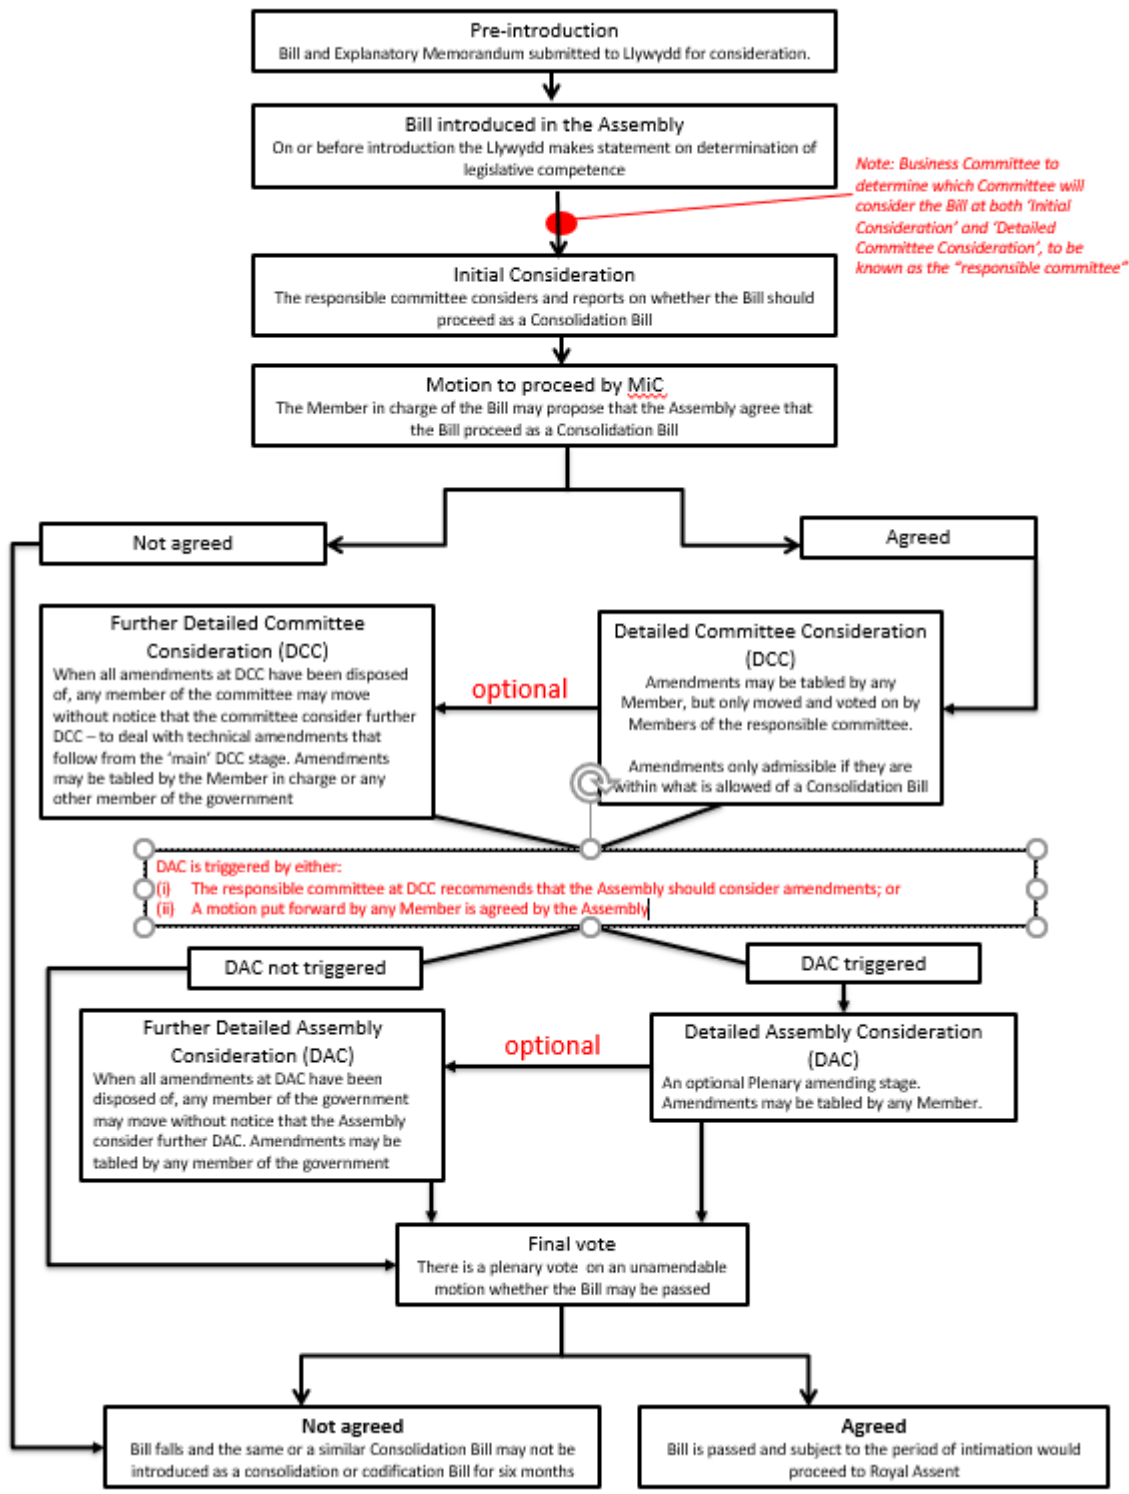 Pre-introduction
Bill and Explanatory Memorandum submitted to Llywydd for consideration.
Bill introduced in the Assembly
On or before introduction the Llywydd makes statement on determination of
legislative competence
Note: Business Committee to
determine which Committee will
consider the Bill at both ‘Initial
Consideration’ and ‘Detailed
Committee Consideration’, to be
known as the “responsible committee”
Initial Consideration
The responsible committee considers and reports on whether the Bill should
proceed as a Consolidation Bill
Motion to proceed by MiC
The Member in charge of the Bill may propose that the Assembly agree that
the Bill proceed as a Consolidation Bill
Not agreed
Agreed
Further Detailed Committee
Consideration (DCC)
When all amendments at DCC have been disposed
of, any member of the committee may move
without notice that the committee consider further
DCC – to deal with technical amendments that
follow from the ‘main’ DCC stage. Amendments
may be tabled by the Member in charge or any
other member of the government
optional
Detailed Committee Consideration
(DCC)
Amendments may be tabled by any
Member, but only moved and voted on by
Members of the responsible committee.
Amendments only admissible if they are
within what is allowed of a Consolidation Bill
DAC is triggered by either:
(i) The responsible committee at DCC recommends that the Assembly should consider amendments; or
(ii) A motion put forward by any Member is agreed by the Assembly
DAC not triggered
DAC triggered
Further Detailed Assembly
Consideration (DAC)
When all amendments at DAC have been
disposed of, any member of the government
may move without notice that the Assembly
consider further DAC. Amendments may be
tabled by any member of the government
optional
Detailed Assembly Consideration
(DAC)
An optional Plenary amending stage.
Amendments may be tabled by any Member.
Final vote
There is a plenary vote on an unamendable
motion whether the Bill may be passed
Not agreed
Bill falls and the same or a similar Consolidation Bill may not be
introduced as a consolidation or codification Bill for six months
Agreed
Bill is passed and subject to the period of intimation would
proceed to Royal Assent